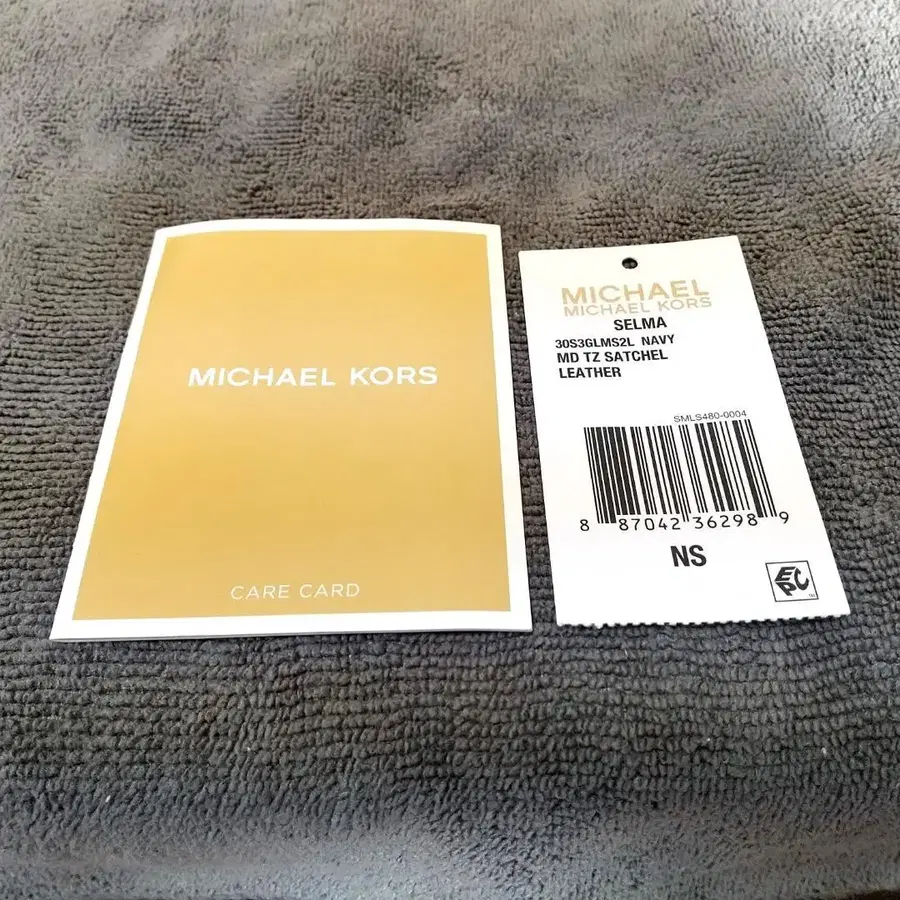 MICHAEL KORS
CARE CARD
MICHAEL
MICHAEL KORS
SELMA
30S3GLMS2L NAVY
MD TZ SATCHEL
LEATHER
SMLS480-0004
8 87042 36298 9
NS
EPC